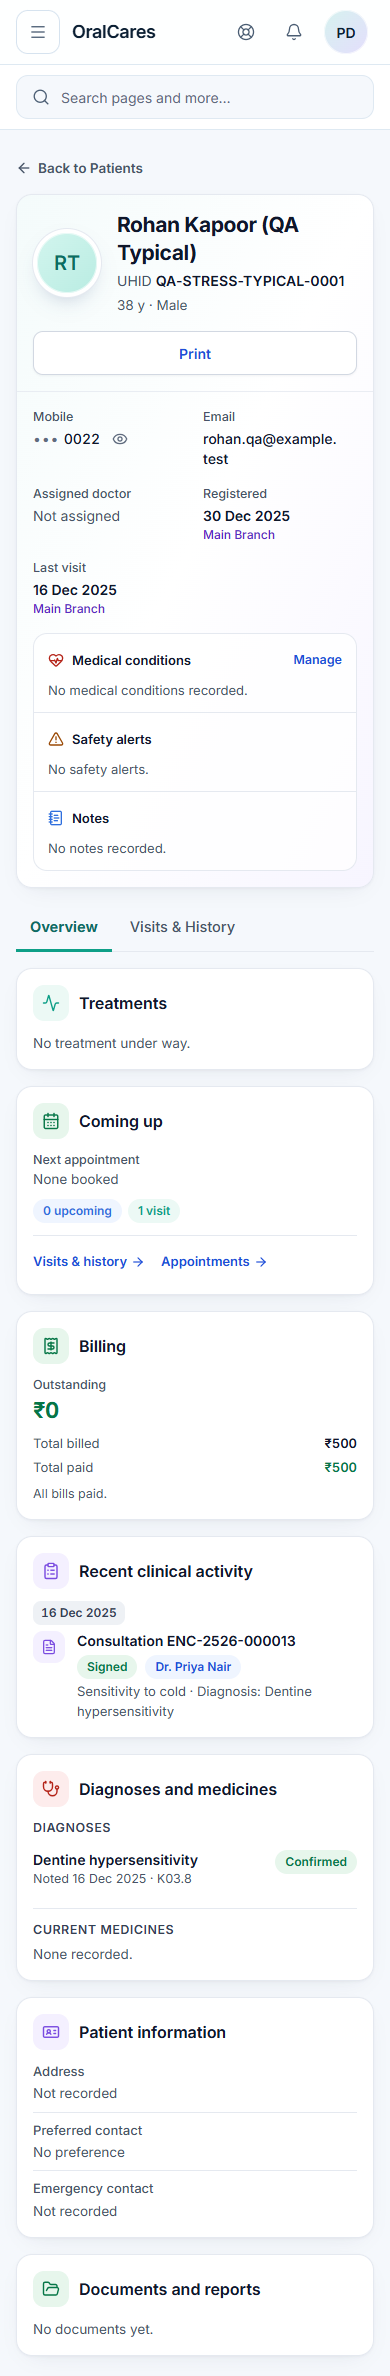 OralCares
PD
Search pages and more...
Back to Patients
RT
Rohan Kapoor (QA
Typical)
UHID QA-STRESS-TYPICAL-0001
38 y · Male
Print
Mobile
••• 0022
Email
rohan.qa@example.
test
Assigned doctor
Not assigned
Registered
30 Dec 2025
Main Branch
Last visit
16 Dec 2025
Main Branch
Medical conditions
Manage
No medical conditions recorded.
Safety alerts
No safety alerts.
Notes
No notes recorded.
Overview
Visits & History
Treatments
No treatment under way.
Coming up
Next appointment
None booked
0 upcoming
1 visit
Visits & history →
Appointments →
Billing
Outstanding
₹0
Total billed ₹500
Total paid ₹500
All bills paid.
Recent clinical activity
16 Dec 2025
Consultation ENC-2526-000013
Signed
Dr. Priya Nair
Sensitivity to cold · Diagnosis: Dentine
hypersensitivity
Diagnoses and medicines
DIAGNOSES
Dentine hypersensitivity
Confirmed
Noted 16 Dec 2025 · K03.8
CURRENT MEDICINES
None recorded.
Patient information
Address
Not recorded
Preferred contact
No preference
Emergency contact
Not recorded
Documents and reports
No documents yet.